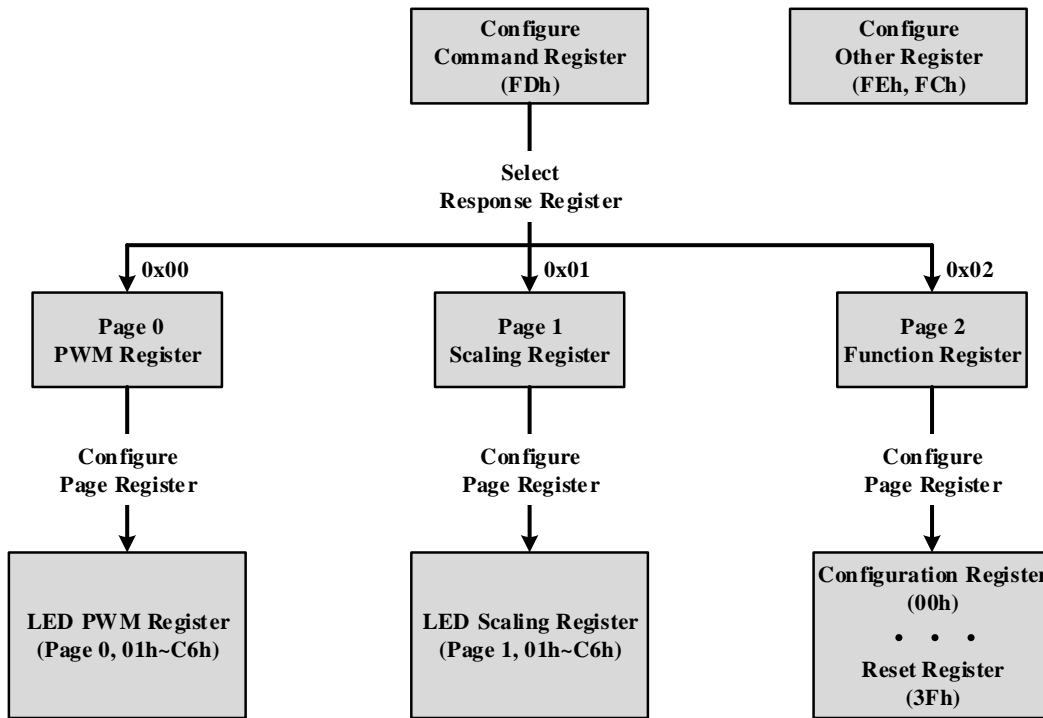 Configure
Command Register
(FDh)
Configure
Other Register
(FEh, FCh)
Select
Response Register
0x00
0x01
0x02
Page 0
PWM Register
Page 1
Scaling Register
Page 2
Function Register
Configure
Page Register
Configure
Page Register
Configure
Page Register
LED PWM Register
(Page 0, 01h~C6h)
LED Scaling Register
(Page 1, 01h~C6h)
Configuration Register
(00h)
• • •
Reset Register
(3Fh)